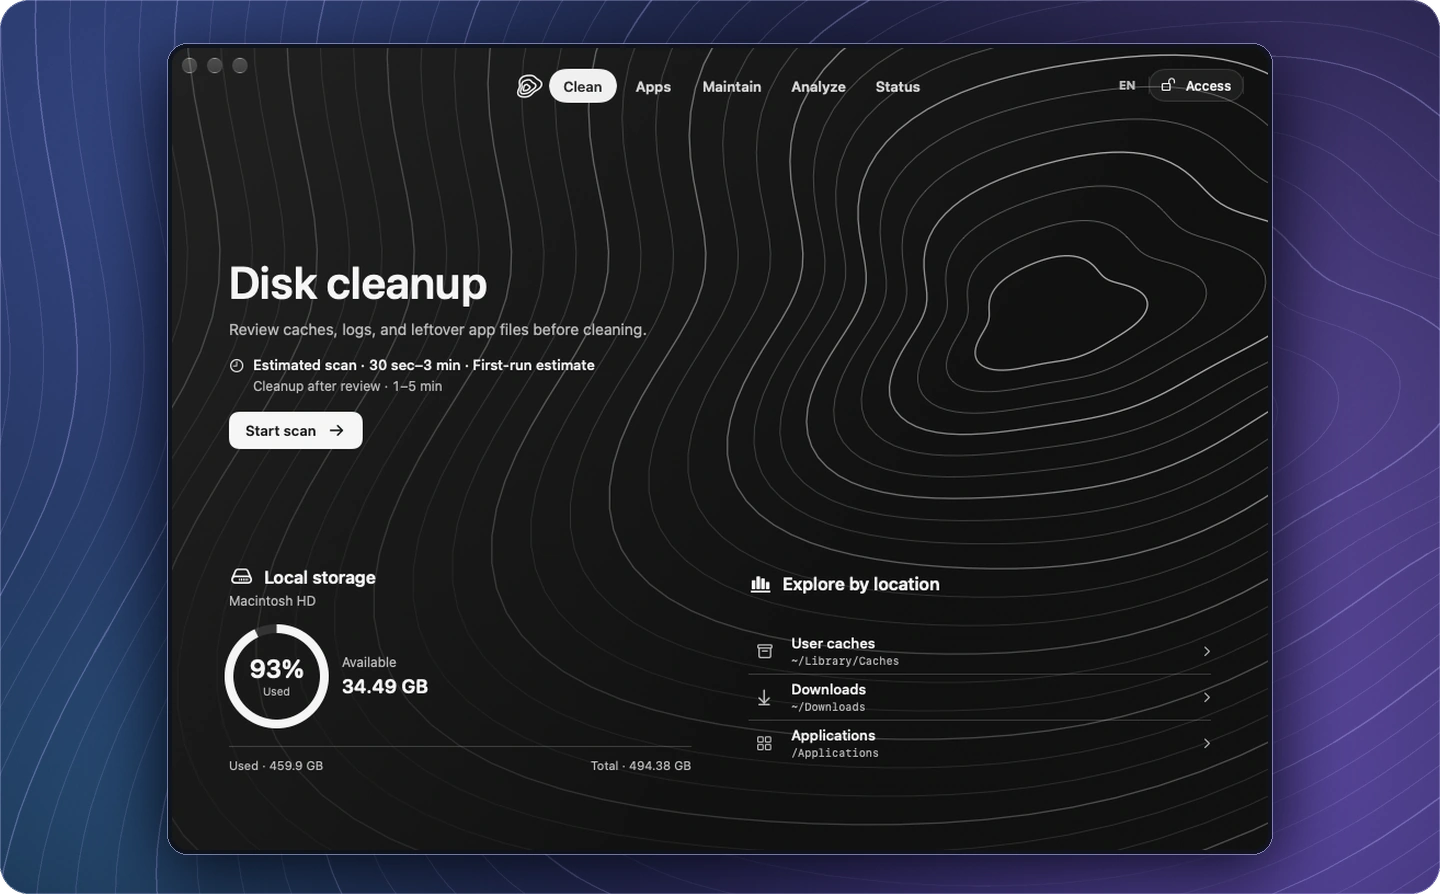 Clean
Apps
Maintain
Analyze
Status
EN
Access
Disk cleanup
Review caches, logs, and leftover app files before cleaning.
Estimated scan · 30 sec–3 min · First-run estimate
Cleanup after review · 1–5 min
Start scan
Local storage
Macintosh HD
93%
Used
Available
34.49 GB
Used · 459.9 GB
Total · 494.38 GB
Explore by location
User caches
~/Library/Caches
Downloads
~/Downloads
Applications
/Applications